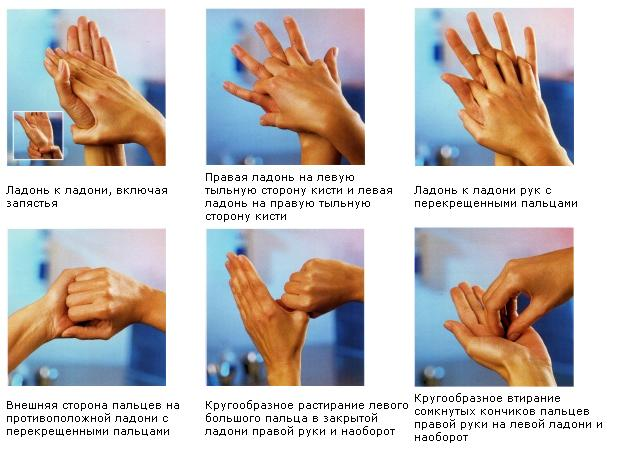 Ладонь к ладони, включая
запястья
Правая ладонь на левую
тыльную сторону кисти и левая
ладонь на правую тыльную
сторону кисти
Ладонь к ладони рук с
перекрещенными пальцами
Внешняя сторона пальцев на
противоположной ладони с
перекрещенными пальцами
Кругообразное растирание левого
большого пальца в закрытой
ладони правой руки и наоборот
Кругообразное втирание
сомкнутых кончиков пальцев
правой руки на левой ладони и
наоборот